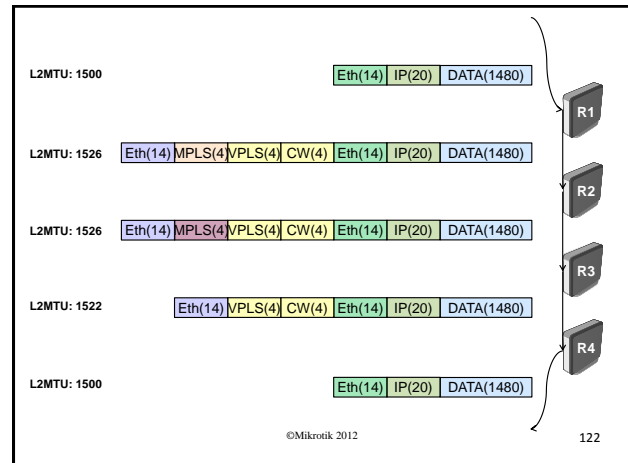 L2MTU: 1500
Eth(14) IP(20) DATA(1480)
R1
L2MTU: 1526
Eth(14) MPLS(4) VPLS(4) CW(4) Eth(14) IP(20) DATA(1480)
R2
L2MTU: 1526
Eth(14) MPLS(4) VPLS(4) CW(4) Eth(14) IP(20) DATA(1480)
R3
L2MTU: 1522
Eth(14) VPLS(4) CW(4) Eth(14) IP(20) DATA(1480)
R4
L2MTU: 1500
Eth(14) IP(20) DATA(1480)
©Mikrotik 2012
122